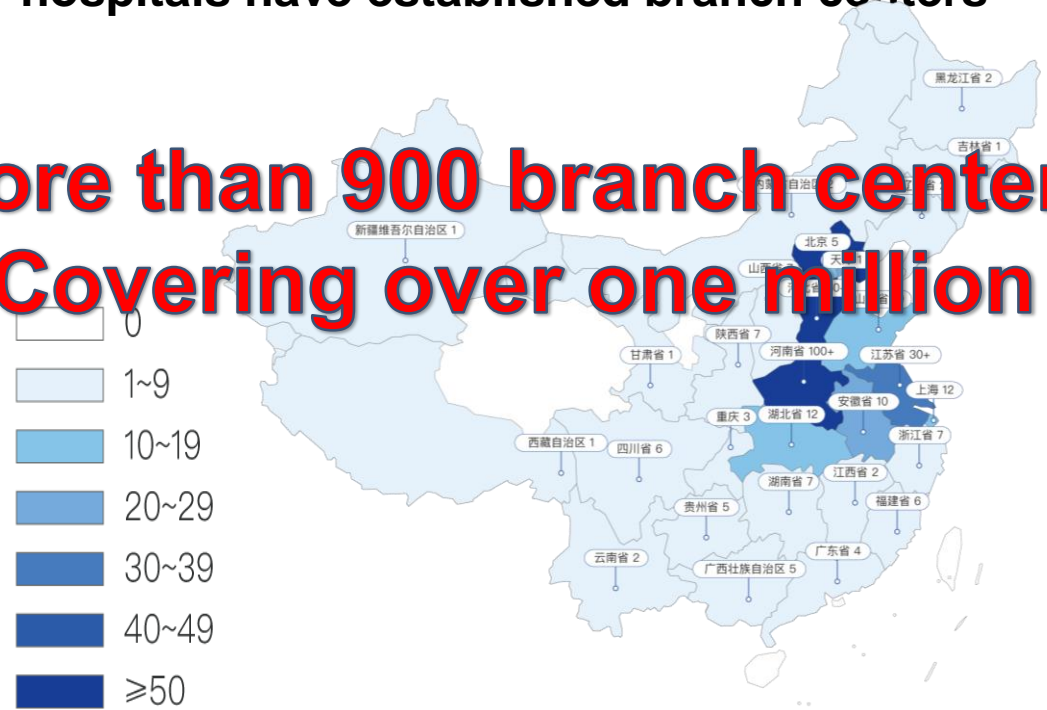 hospitals have established branch centers
ore than 900 branch center
Covering over one million
黑龙江省 2
吉林省 1
新疆维吾尔自治区 1
北京 5
陕西省 7
甘肃省 1
河南省 100+
江苏省 30+
上海 12
安徽省 10
重庆 3
湖北省 12
浙江省 7
西藏自治区 1
四川省 6
江西省 2
湖南省 7
福建省 6
贵州省 5
广东省 4
云南省 2
广西壮族自治区 5
0
1~9
10~19
20~29
30~39
40~49
≥50